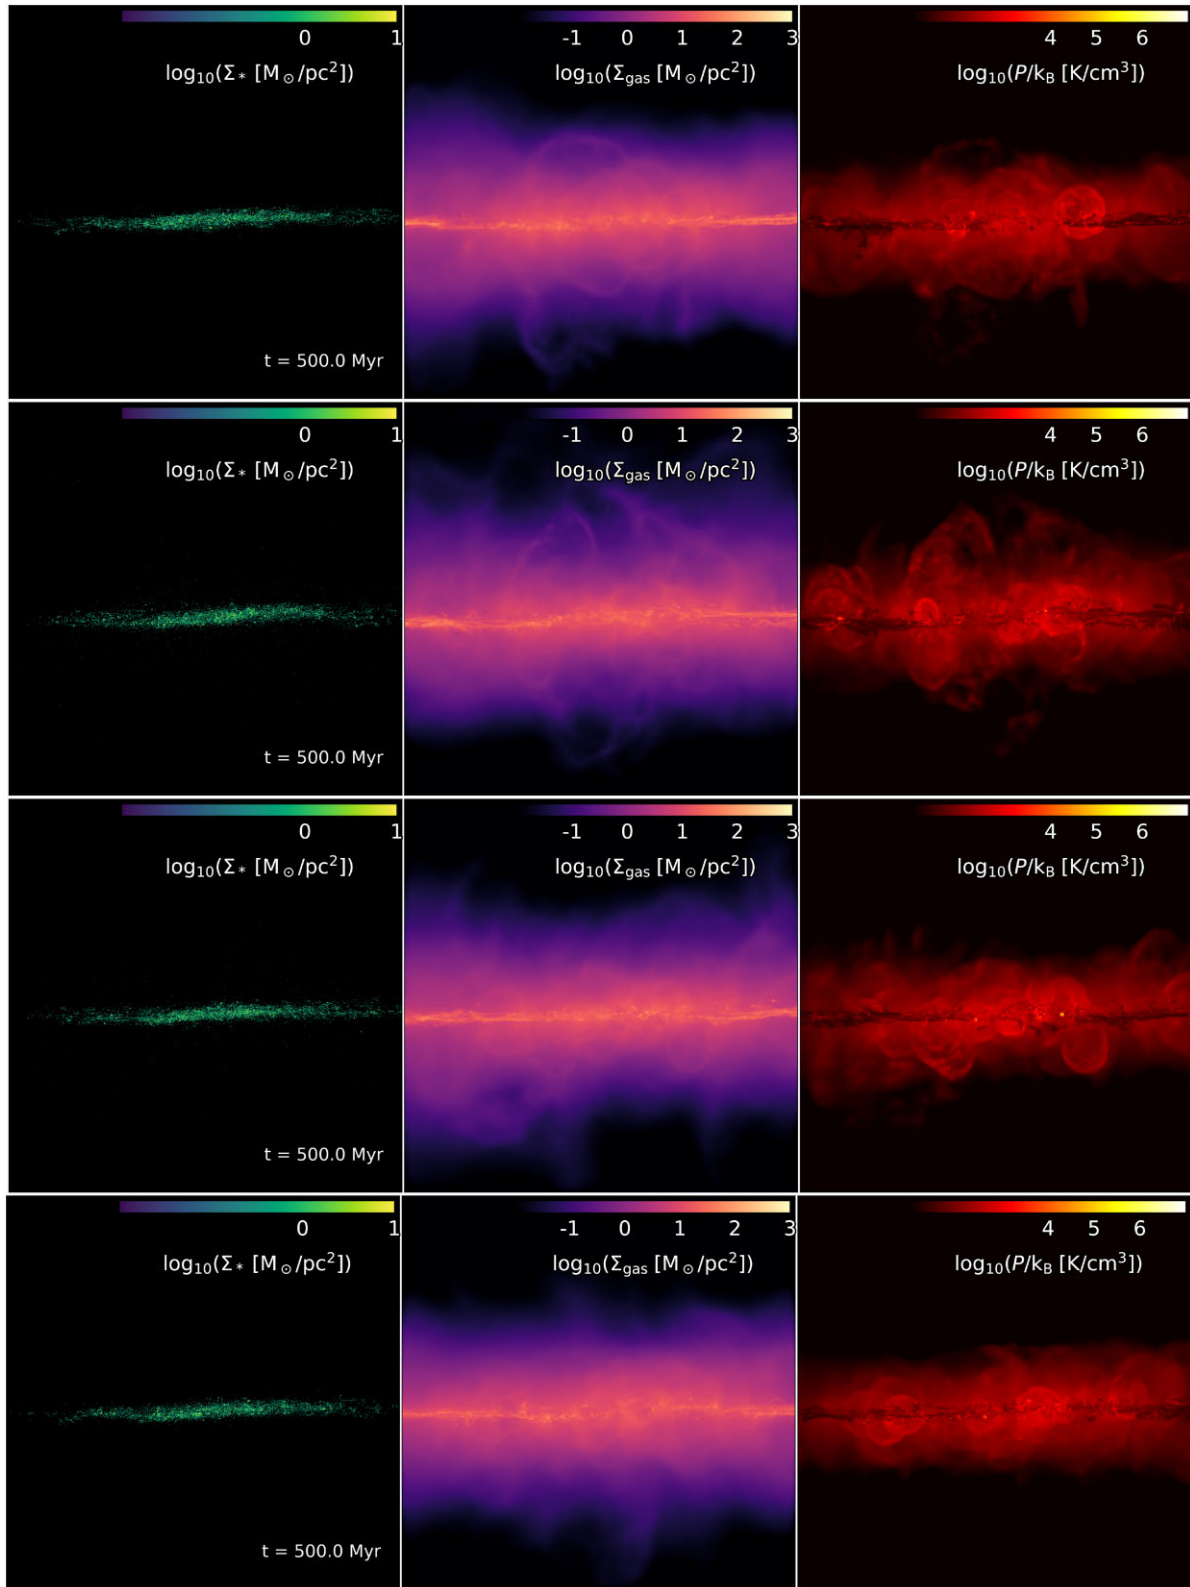 0 1 -1 0 1 2 3 4 5 6
log₁₀(Σ* [M⊙/pc²]) log₁₀(Σgas [M⊙/pc²]) log₁₀(P/kB [K/cm³])
t = 500.0 Myr
0 1 -1 0 1 2 3 4 5 6
log₁₀(Σ* [M⊙/pc²]) log₁₀(Σgas [M⊙/pc²]) log₁₀(P/kB [K/cm³])
t = 500.0 Myr
0 1 -1 0 1 2 3 4 5 6
log₁₀(Σ* [M⊙/pc²]) log₁₀(Σgas [M⊙/pc²]) log₁₀(P/kB [K/cm³])
t = 500.0 Myr
0 1 -1 0 1 2 3 4 5 6
log₁₀(Σ* [M⊙/pc²]) log₁₀(Σgas [M⊙/pc²]) log₁₀(P/kB [K/cm³])
t = 500.0 Myr